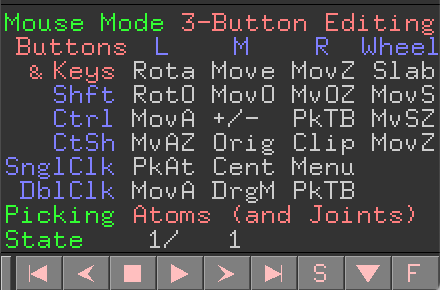 Mouse Mode 3-Button Editing
Buttons L M R Wheel
& Keys Rota Move MovZ Slab
Shft RotO MovO MvOZ MovS
Ctrl MovA +/- PkTB MvSZ
CtSh MvAZ Orig Clip MovZ
SnglClk PkAt Cent Menu
DblClk MovA DrgM PkTB
Picking Atoms (and Joints)
State 1/ 1
S F